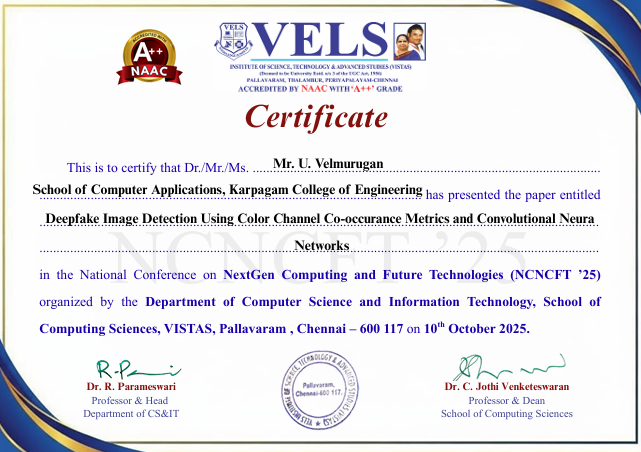 ACCREDITED WITH
A++
NAAC
VELS
INSTITUTE OF SCIENCE, TECHNOLOGY & ADVANCED STUDIES (VISTAS)
(Deemed to be University Estd. u/s 3 of the UGC Act, 1956)
PALLAVARAM, THALAMBUR, PERIYAPALAYAM-CHENNAI
ACCREDITED BY NAAC WITH 'A++' GRADE
Certificate
This is to certify that Dr./Mr./Ms. Mr. U. Velmurugan
School of Computer Applications, Karpagam College of Engineering has presented the paper entitled
Deepfake Image Detection Using Color Channel Co-occurance Metrics and Convolutional Neura
Networks
NCNCFT '25
in the National Conference on NextGen Computing and Future Technologies (NCNCFT '25)
organized by the Department of Computer Science and Information Technology, School of
Computing Sciences, VISTAS, Pallavaram , Chennai – 600 117 on 10th October 2025.
Pallavaram,
Chennai-600 117.
Dr. R. Parameswari
Professor & Head
Department of CS&IT
Dr. C. Jothi Venketeswaran
Professor & Dean
School of Computing Sciences